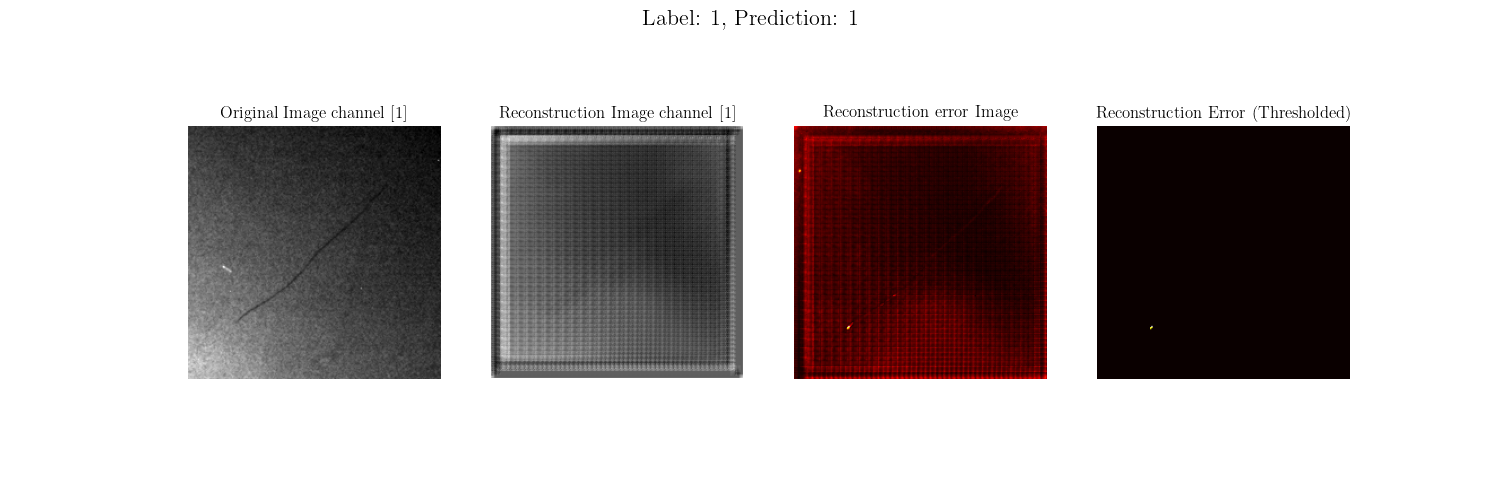 Label: 1, Prediction: 1
Original Image channel [1]
Reconstruction Image channel [1]
Reconstruction error Image
Reconstruction Error (Thresholded)